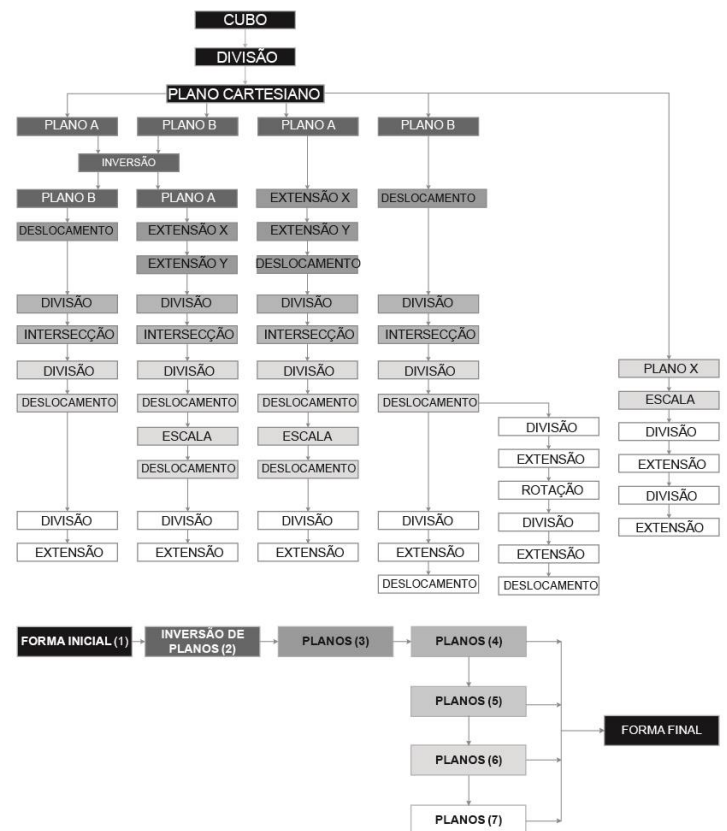 CUBO
DIVISÃO
PLANO CARTESIANO
PLANO A
PLANO B
PLANO A
PLANO B
INVERSÃO
PLANO B
PLANO A
EXTENSÃO X
DESLOCAMENTO
DESLOCAMENTO
EXTENSÃO X
EXTENSÃO Y
EXTENSÃO Y
DESLOCAMENTO
DIVISÃO
DIVISÃO
DIVISÃO
DIVISÃO
INTERSECÇÃO
INTERSECÇÃO
INTERSECÇÃO
INTERSECÇÃO
DIVISÃO
DIVISÃO
DIVISÃO
DIVISÃO
PLANO X
DESLOCAMENTO
DESLOCAMENTO
DESLOCAMENTO
DESLOCAMENTO
ESCALA
DIVISÃO
DIVISÃO
ESCALA
ESCALA
EXTENSÃO
EXTENSÃO
DESLOCAMENTO
DESLOCAMENTO
ROTAÇÃO
DIVISÃO
DIVISÃO
DIVISÃO
DIVISÃO
DIVISÃO
DIVISÃO
EXTENSÃO
EXTENSÃO
EXTENSÃO
EXTENSÃO
EXTENSÃO
EXTENSÃO
DESLOCAMENTO
DESLOCAMENTO
FORMA INICIAL (1)
INVERSÃO DE
PLANOS (2)
PLANOS (3)
PLANOS (4)
PLANOS (5)
PLANOS (6)
PLANOS (7)
FORMA FINAL